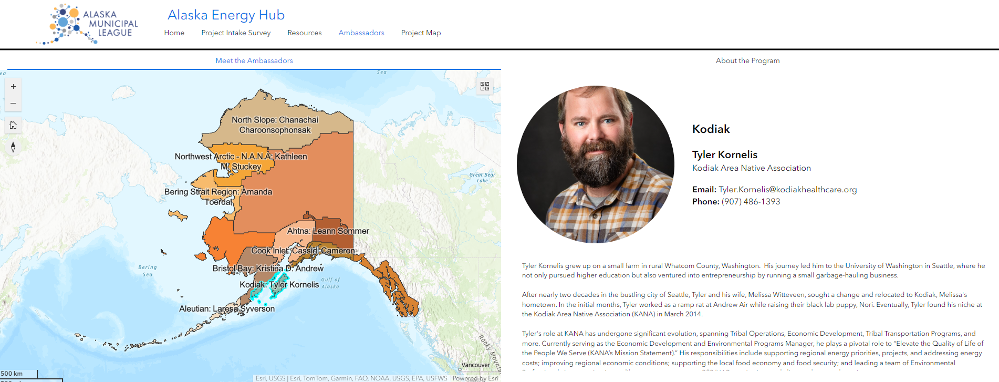 ALASKA
MUNICIPAL
LEAGUE
Alaska Energy Hub
Home
Project Intake Survey
Resources
Ambassadors
Project Map
Meet the Ambassadors
About the Program
ea
Sea
+
−
North Slope: Chanachai
Charoonsophonsak
Northwest Arctic - N.A.N.A: Kathleen
M. Stuckey
Great Bear
Lake
Bering Strait Region: Amanda
Toerdal
Ahtna: Leann Sommer
Cook Inlet: Cassidi Cameron
Bering
Sea
Bristol Bay: Kristina D. Andrew
Gulf of
Alaska
Kodiak: Tyler Kornelis
Aleutian: Laresa Syverson
Rocky Mountai
Vancouver
Seattle
500 km
Esri, USGS | Esri, TomTom, Garmin, FAO, NOAA, USGS, EPA, USFWS
Powered by Esri
Kodiak
Tyler Kornelis
Kodiak Area Native Association
Email: Tyler.Kornelis@kodiakhealthcare.org
Phone: (907) 486-1393
Tyler Kornelis grew up on a small farm in rural Whatcom County, Washington. His journey led him to the University of Washington in Seattle, where he
not only pursued higher education but also ventured into entrepreneurship by running a small garbage-hauling business.
After nearly two decades in the bustling city of Seattle, Tyler and his wife, Melissa Witteveen, sought a change and relocated to Kodiak, Melissa's
hometown. In the initial months, Tyler worked as a ramp rat at Andrew Air while raising their black lab puppy, Nori. Eventually, Tyler found his niche at
the Kodiak Area Native Association (KANA) in March 2014.
Tyler's role at KANA has undergone significant evolution, spanning Tribal Operations, Economic Development, Tribal Transportation Programs, and
more. Currently serving as the Economic Development and Environmental Programs Manager, he plays a pivotal role to “Elevate the Quality of Life of
the People We Serve (KANA’s Mission Statement).” His responsibilities include supporting regional energy priorities, projects, and addressing energy
costs; improving regional economic conditions; supporting the local food economy and food security; and leading a team of Environmental